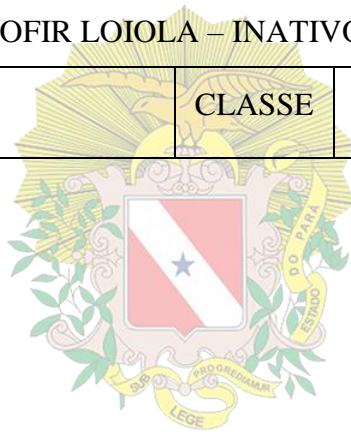 OFIR LOIOLA – INATIVO
CLASSE
DO PARÁ
ESTADO
SUB LEGE PROGREDIAMUR